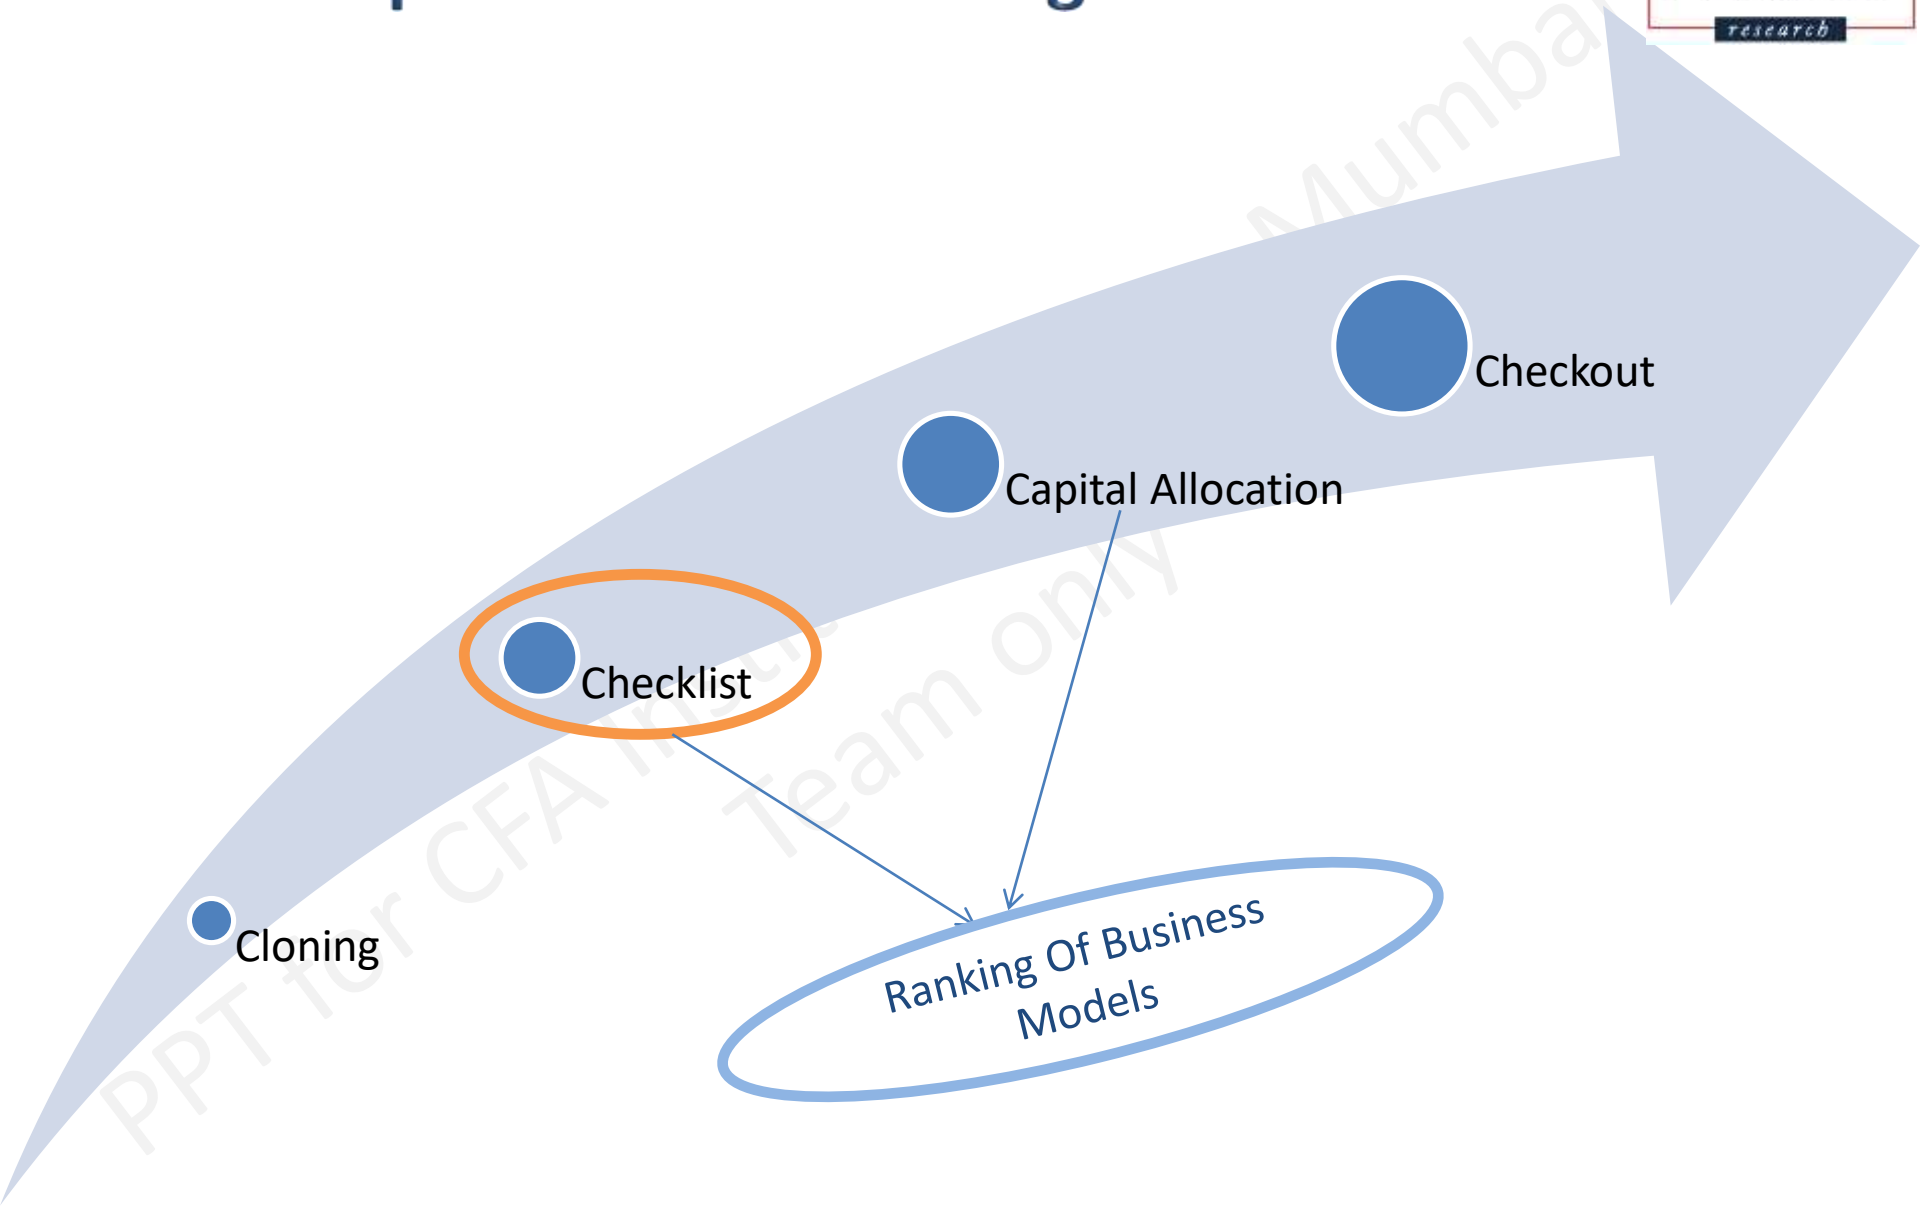 research
Checkout
Capital Allocation
Checklist
Cloning
Ranking Of Business
Models
PPT for CFA Insti
Team only
Mumba